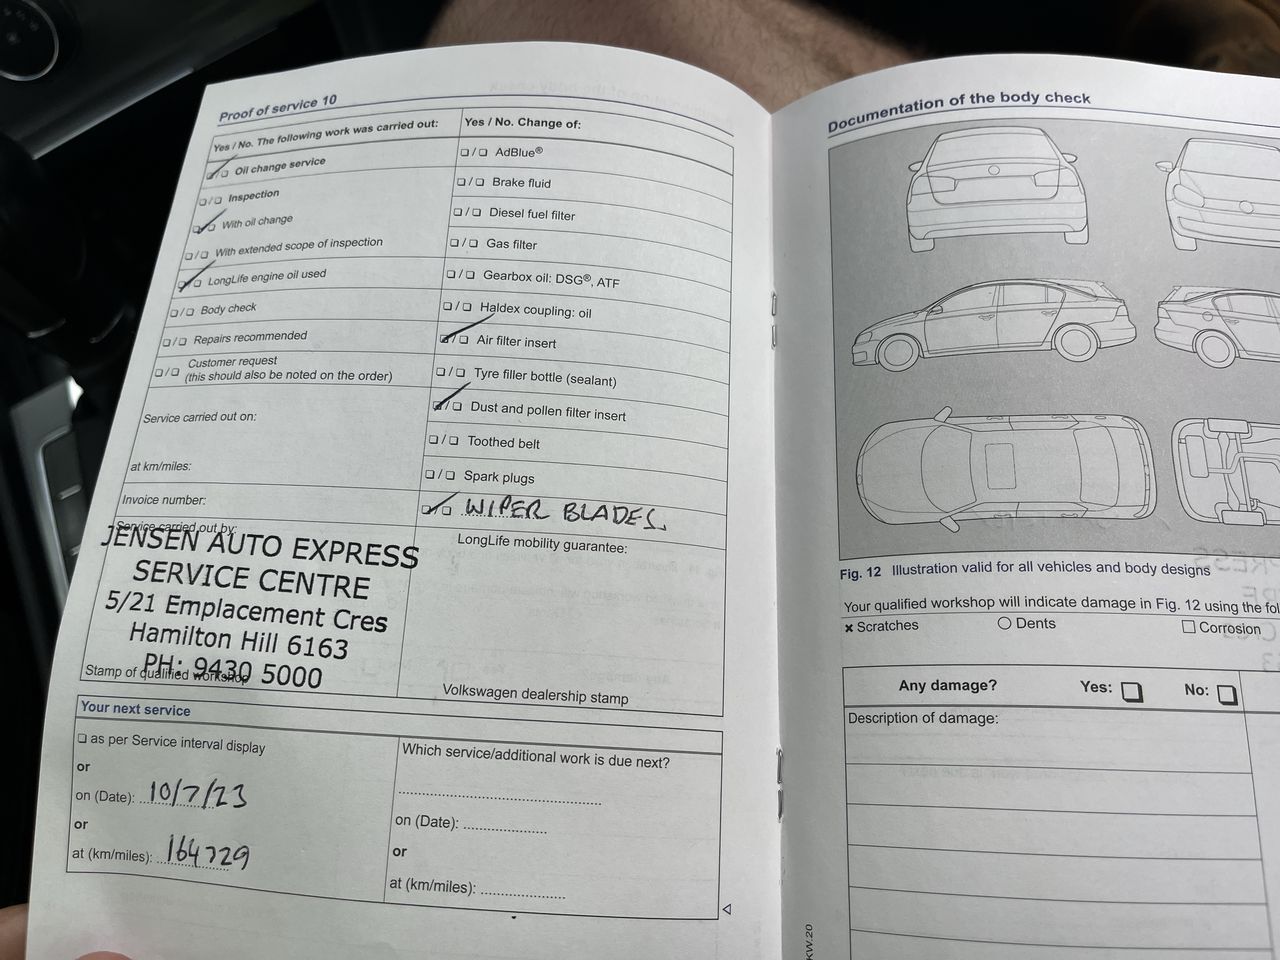 Proof of service 10
Yes / No. The following work was carried out:
❏/❏ Oil change service
❏/❏ Inspection
❏/❏ With oil change
❏/❏ With extended scope of inspection
❏/❏ LongLife engine oil used
❏/❏ Body check
❏/❏ Repairs recommended
❏/❏ Customer request
(this should also be noted on the order)
Service carried out on:
at km/miles:
Invoice number:
Service carried out by:
JENSEN AUTO EXPRESS
SERVICE CENTRE
5/21 Emplacement Cres
Hamilton Hill 6163
PH: 9430 5000
Stamp of qualified workshop
Yes / No. Change of:
❏/❏ AdBlue®
❏/❏ Brake fluid
❏/❏ Diesel fuel filter
❏/❏ Gas filter
❏/❏ Gearbox oil: DSG®, ATF
❏/❏ Haldex coupling: oil
❏/❏ Air filter insert
❏/❏ Tyre filler bottle (sealant)
❏/❏ Dust and pollen filter insert
❏/❏ Toothed belt
❏/❏ Spark plugs
❏/❏ WIPER BLADES.
LongLife mobility guarantee:
Volkswagen dealership stamp
Your next service
❏ as per Service interval display
or
on (Date): 10/7/23
or
at (km/miles): 164729
Which service/additional work is due next?
on (Date):
or
at (km/miles):
Documentation of the body check
Fig. 12 Illustration valid for all vehicles and body designs
Your qualified workshop will indicate damage in Fig. 12 using the
× Scratches
○ Dents
□ Corrosion
Any damage? Yes: ❏ No: ❏
Description of damage:
KW.20